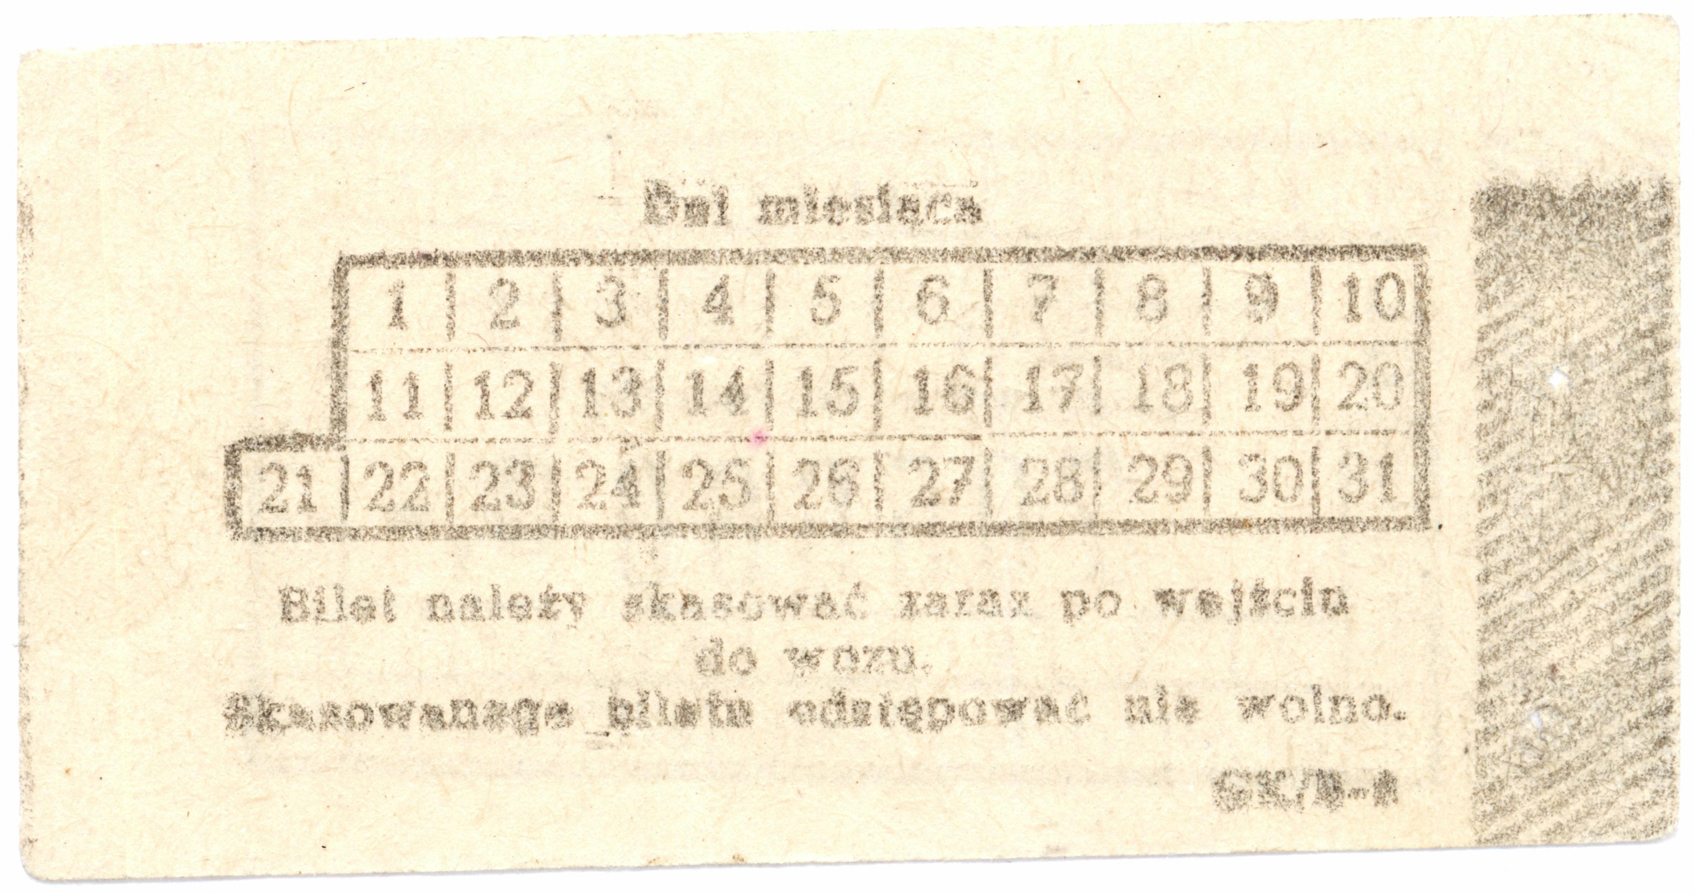 Dni miesiąca
1 2 3 4 5 6 7 8 9 10
11 12 13 14 15 16 17 18 19 20
21 22 23 24 25 26 27 28 29 30 31
Bilet należy skasować zaraz po wejściu
do wozu.
Skasowanego biletu odstępować nie wolno.